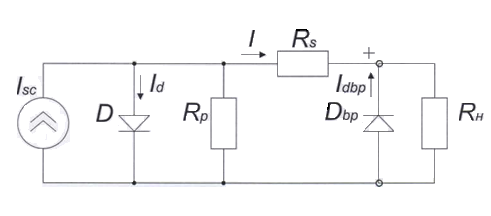 I Rs +
Isc Id Idbp
D Rp Dbp Rн